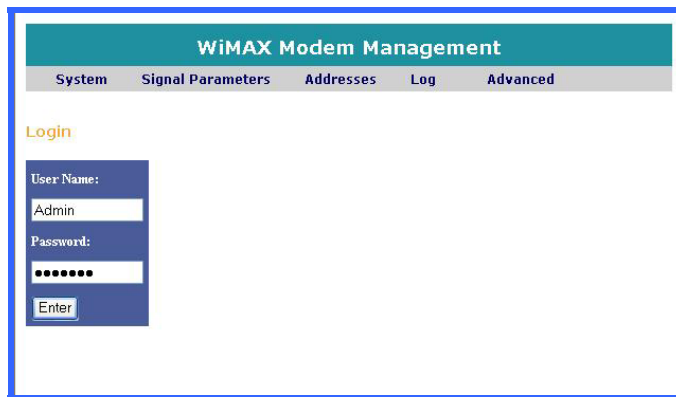 WiMAX Modem Management
System Signal Parameters Addresses Log Advanced
Login
User Name:
Admin
Password:
●●●●●●●
Enter